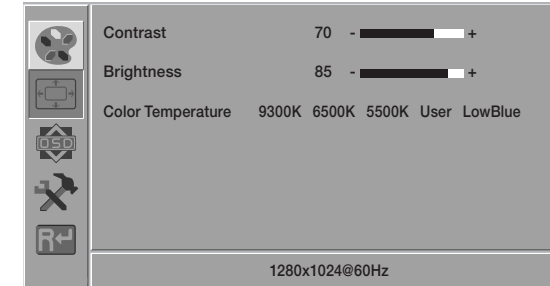 Contrast 70 - +
Brightness 85 - +
Color Temperature 9300K 6500K 5500K User LowBlue
OSD
R
1280x1024@60Hz